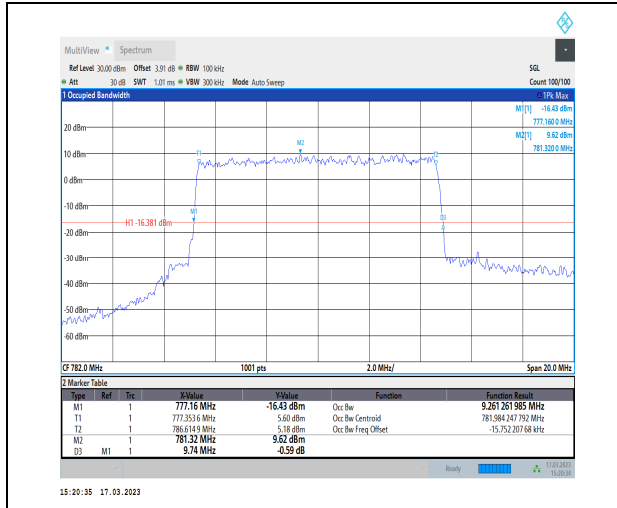 MultiView Spectrum
Ref Level 30.00 dBm Offset 3.91 dB RBW 100 kHz SGL
Att 30 dB SWT 1.01 ms VBW 300 kHz Mode Auto Sweep Count 100/100
1 Occupied Bandwidth 1Pk Max
M1[1] -16.43 dBm
777.160 0 MHz
M2[1] 9.62 dBm
781.320 0 MHz
20 dBm
M2
T1 T2
10 dBm
0 dBm
-10 dBm
M1
D3
H1 -16.381 dBm
-20 dBm
-30 dBm
-40 dBm
-50 dBm
-60 dBm
CF 782.0 MHz 1001 pts 2.0 MHz/ Span 20.0 MHz
2 Marker Table
Type Ref Trc X-Value Y-Value Function Function Result
M1 1 777.16 MHz -16.43 dBm Occ Bw 9.261 261 985 MHz
T1 1 777.353 6 MHz 5.60 dBm Occ Bw Centroid 781.984 247 792 MHz
T2 1 786.614 9 MHz 5.18 dBm Occ Bw Freq Offset -15.752 207 68 kHz
M2 1 781.32 MHz 9.62 dBm
D3 M1 1 9.74 MHz -0.59 dB
Ready 17.03.2023
15:20:34
15:20:35 17.03.2023